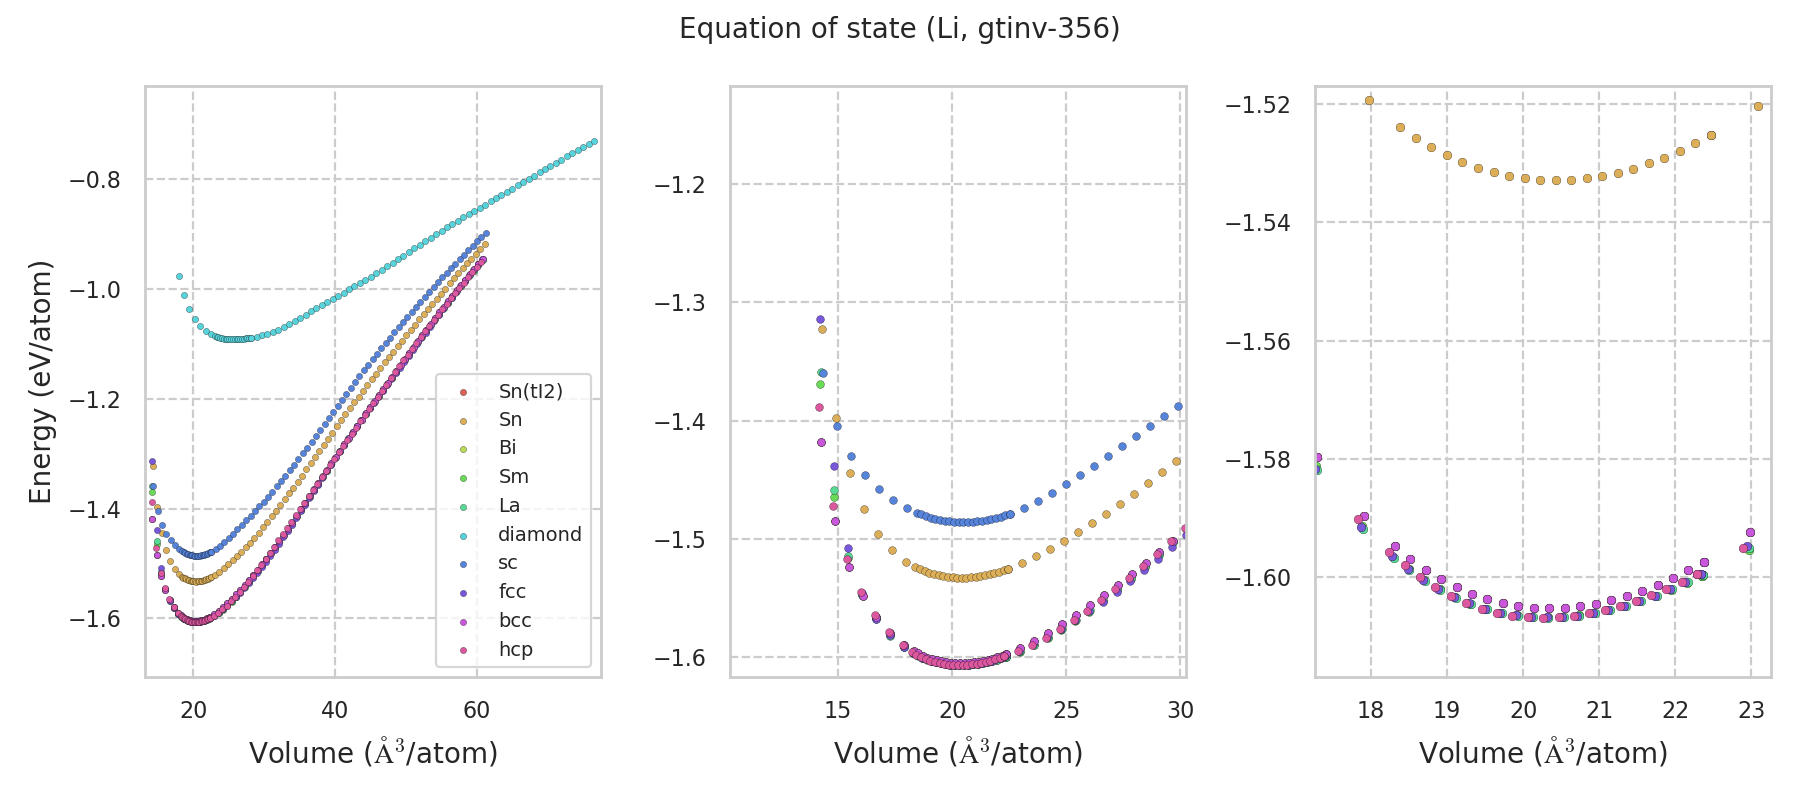 Equation of state (Li, gtinv-356)
Energy (eV/atom)
−0.8
−1.0
−1.2
−1.4
−1.6
20
40
60
Volume (Å³/atom)
Sn(tI2)
Sn
Bi
Sm
La
diamond
sc
fcc
bcc
hcp
−1.2
−1.3
−1.4
−1.5
−1.6
15
20
25
30
Volume (Å³/atom)
−1.52
−1.54
−1.56
−1.58
−1.60
18
19
20
21
22
23
Volume (Å³/atom)